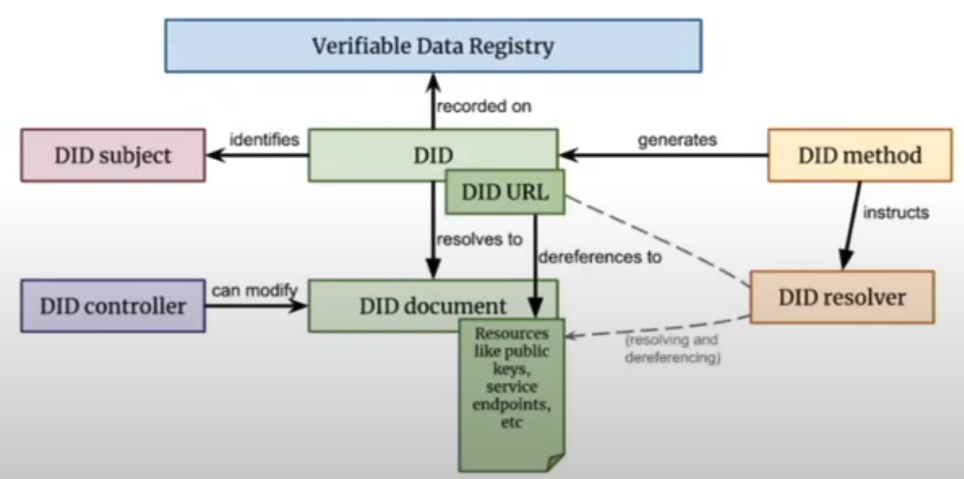 Verifiable Data Registry
recorded on
DID subject
identifies
DID
generates
DID method
DID URL
instructs
resolves to
dereferences to
DID controller
can modify
DID document
DID resolver
Resources
like public
keys,
service
endpoints,
etc
(resolving and
dereferencing)